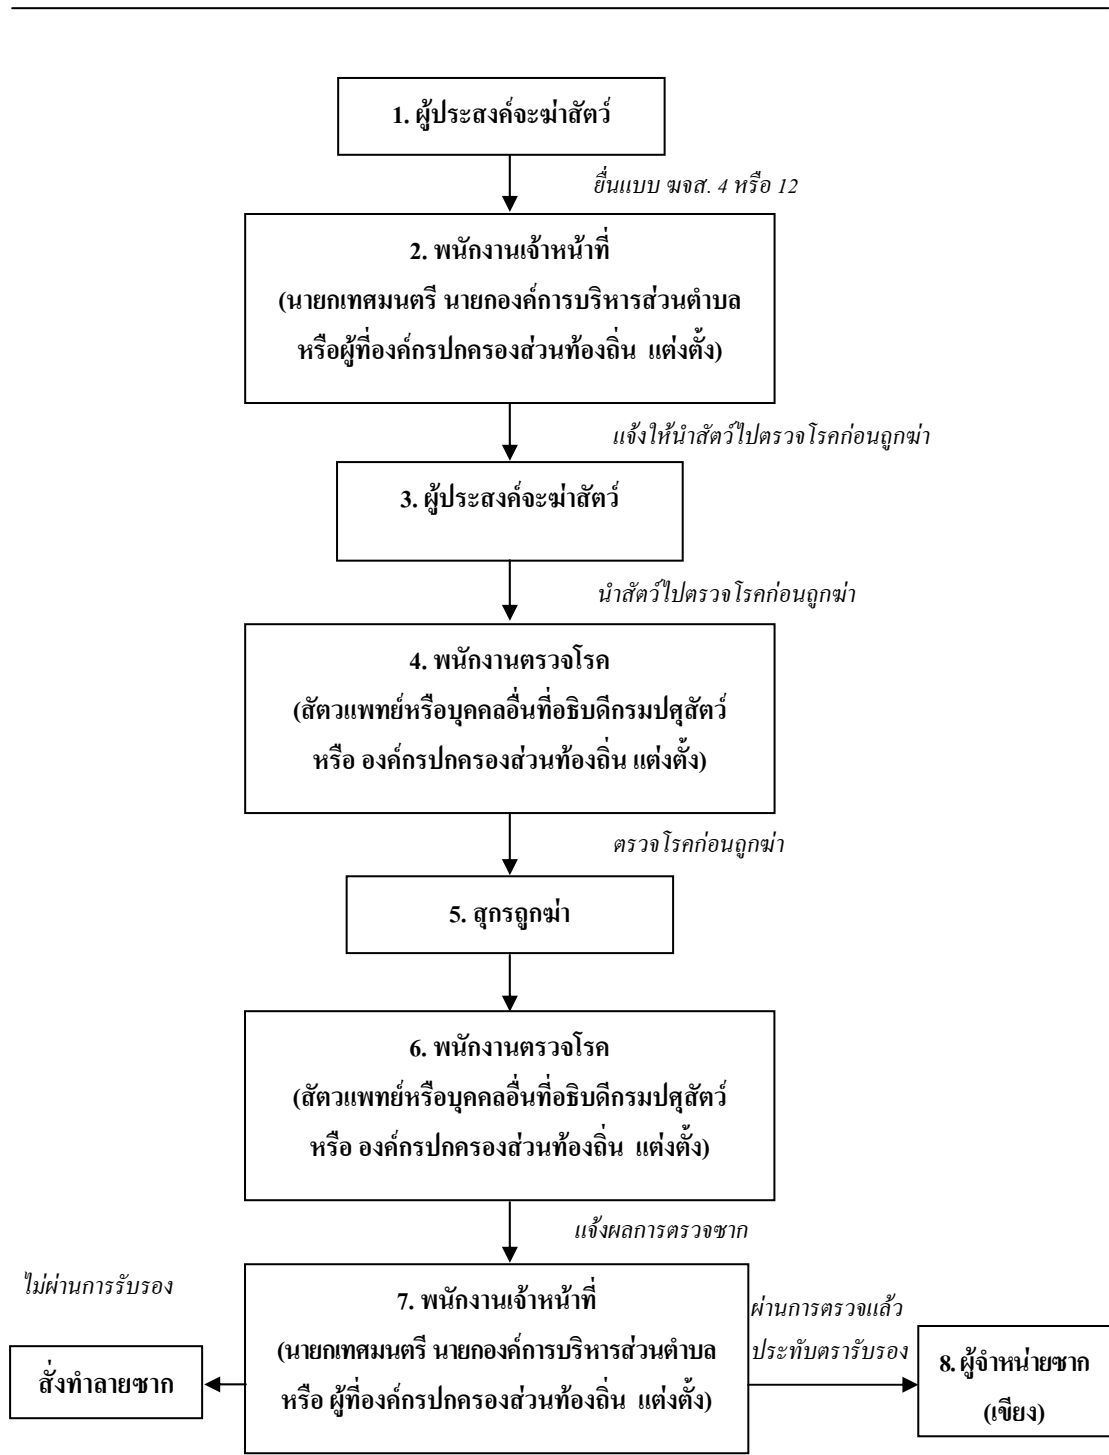 1. ผู้ประสงค์จะฆ่าสัตว์
ยื่นแบบ ฆจส. 4 หรือ 12
2. พนักงานเจ้าหน้าที่
(นายกเทศมนตรี นายกองค์การบริหารส่วนตำบล
หรือผู้ที่องค์กรปกครองส่วนท้องถิ่น แต่งตั้ง)
แจ้งให้นำสัตว์ไปตรวจโรคก่อนถูกฆ่า
3. ผู้ประสงค์จะฆ่าสัตว์
นำสัตว์ไปตรวจโรคก่อนถูกฆ่า
4. พนักงานตรวจโรค
(สัตวแพทย์หรือบุคคลอื่นที่อธิบดีกรมปศุสัตว์
หรือ องค์กรปกครองส่วนท้องถิ่น แต่งตั้ง)
ตรวจโรคก่อนถูกฆ่า
5. สุกรถูกฆ่า
6. พนักงานตรวจโรค
(สัตวแพทย์หรือบุคคลอื่นที่อธิบดีกรมปศุสัตว์
หรือ องค์กรปกครองส่วนท้องถิ่น แต่งตั้ง)
แจ้งผลการตรวจซาก
7. พนักงานเจ้าหน้าที่
(นายกเทศมนตรี นายกองค์การบริหารส่วนตำบล
หรือ ผู้ที่องค์กรปกครองส่วนท้องถิ่น แต่งตั้ง)
ไม่ผ่านการรับรอง
สั่งทำลายซาก
ผ่านการตรวจแล้ว
ประทับตรารับรอง
8. ผู้จำหน่ายซาก
(เขียง)